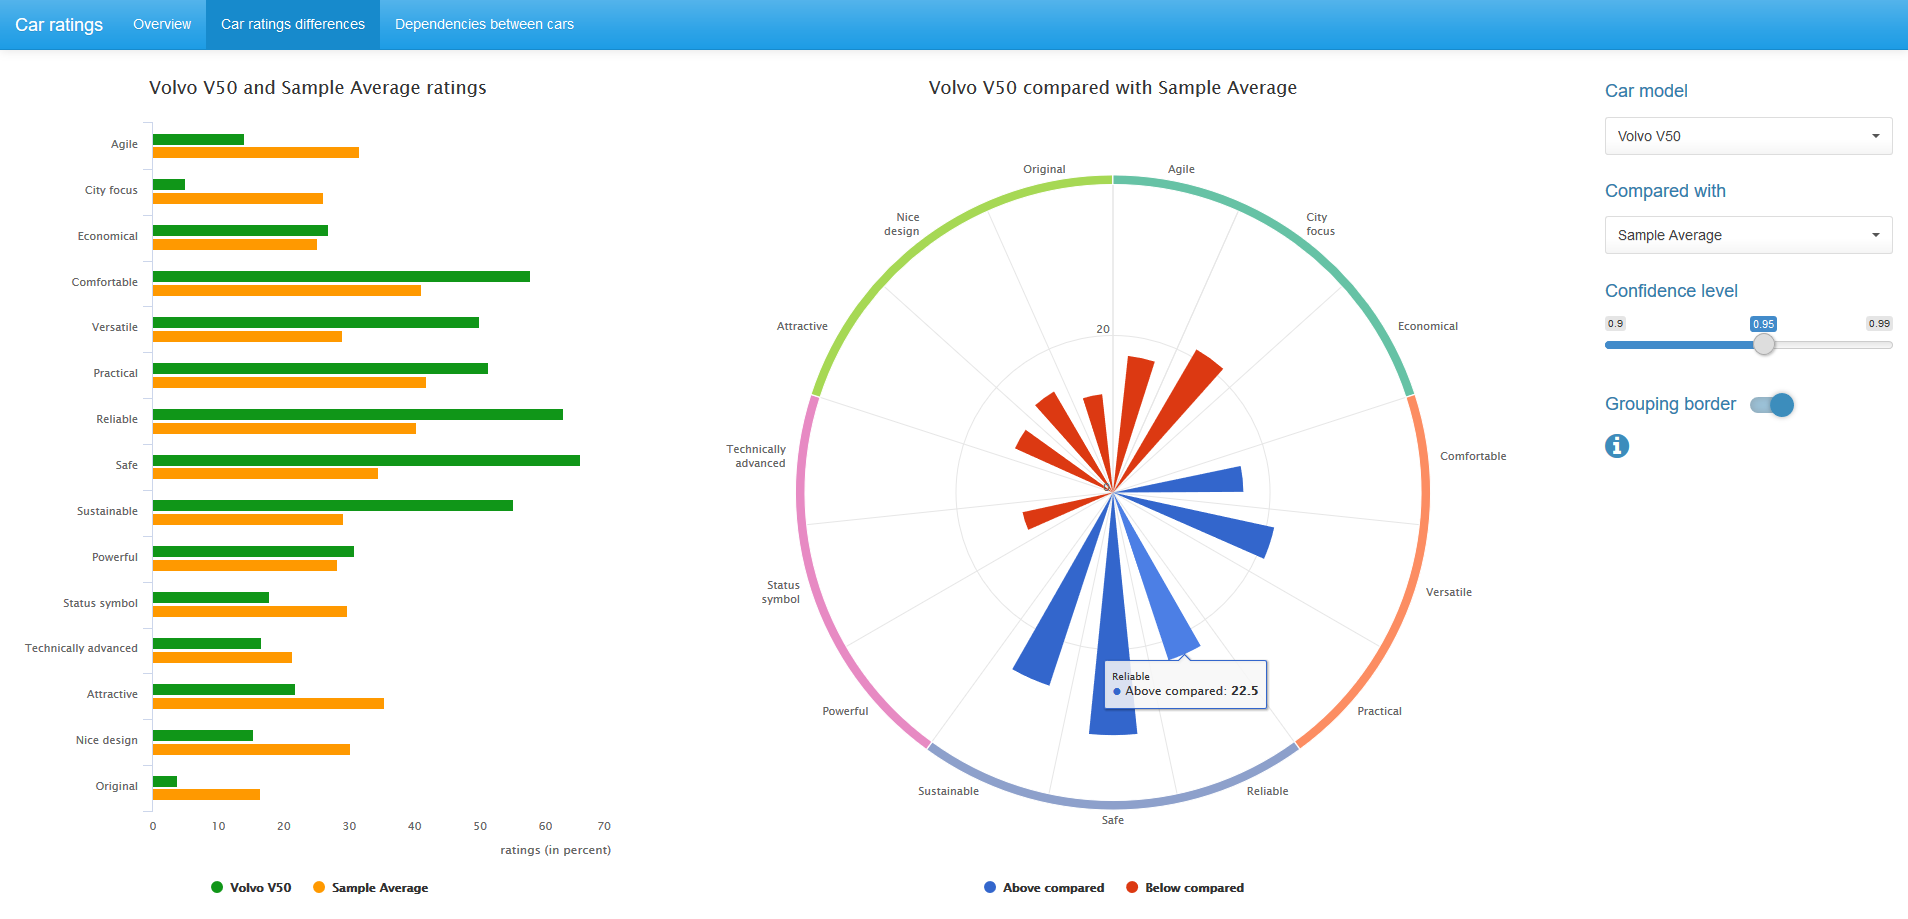 Car ratings
Overview
Car ratings differences
Dependencies between cars
Volvo V50 and Sample Average ratings
Agile
City focus
Economical
Comfortable
Versatile
Practical
Reliable
Safe
Sustainable
Powerful
Status symbol
Technically advanced
Attractive
Nice design
Original
0 10 20 30 40 50 60 70
ratings (in percent)
Volvo V50
Sample Average
Volvo V50 compared with Sample Average
Original
Agile
Nice
design
City
focus
Attractive
Economical
20
Technically
advanced
Comfortable
0
Status
symbol
Versatile
Powerful
Practical
Reliable
Above compared: 22.5
Sustainable
Reliable
Safe
Above compared
Below compared
Car model
Volvo V50
Compared with
Sample Average
Confidence level
0.9
0.95
0.99
Grouping border